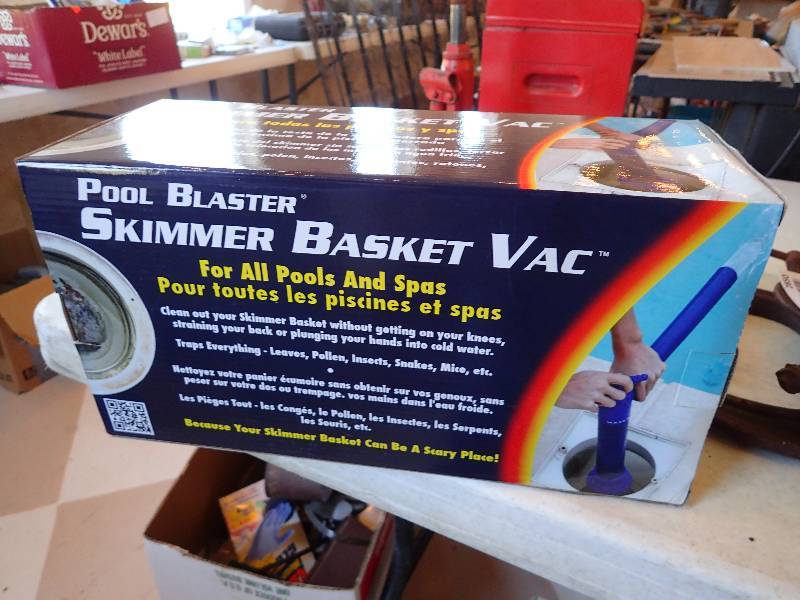 Dewar's
"White Label"
BLASTER
BASKET VAC
POOL BLASTER®
SKIMMER BASKET VAC™
For All Pools And Spas
Pour toutes les piscines et spas
Clean out your Skimmer Basket without getting on your knees,
straining your back or plunging your hands into cold water.
Traps Everything - Leaves, Pollen, Insects, Snakes, Mice, etc.
•
Nettoyez votre panier écumoire sans obtenir sur vos genoux, sans
peser sur votre dos ou trempage. vos mains dans l'eau froide.
Les Pièges Tout - les Congés, le Pollen, les Insectes, les Serpents,
les Souris, etc.
Because Your Skimmer Basket Can Be A Scary Place!